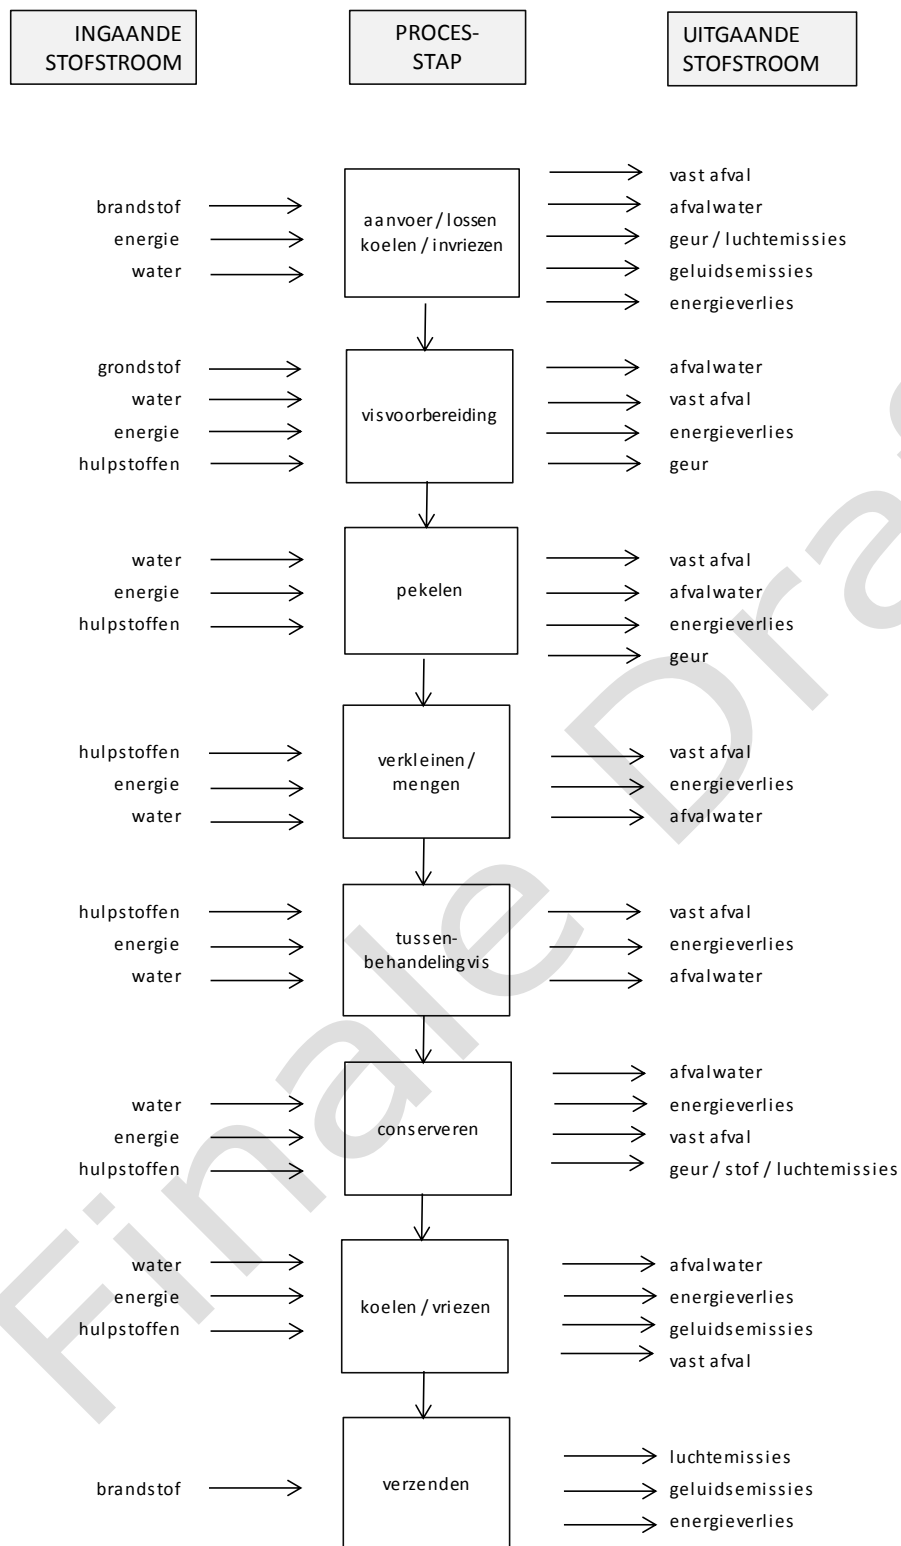 INGAANDE
STOFSTROOM
PROCES-
STAP
UITGAANDE
STOFSTROOM
brandstof
energie
water
aanvoer / lossen
koelen / invriezen
vast afval
afvalwater
geur / luchtemissies
geluidsemissies
energieverlies
grondstof
water
energie
hulpstoffen
visvoorbereiding
afvalwater
vast afval
energieverlies
geur
water
energie
hulpstoffen
pekelen
vast afval
afvalwater
energieverlies
geur
hulpstoffen
energie
water
verkleinen /
mengen
vast afval
energieverlies
afvalwater
hulpstoffen
energie
water
tussen-
behandeling vis
vast afval
energieverlies
afvalwater
water
energie
hulpstoffen
conserveren
afvalwater
energieverlies
vast afval
geur / stof / luchtemissies
water
energie
hulpstoffen
koelen / vriezen
afvalwater
energieverlies
geluidsemissies
vast afval
brandstof
verzenden
luchtemissies
geluidsemissies
energieverlies
Finale Dra